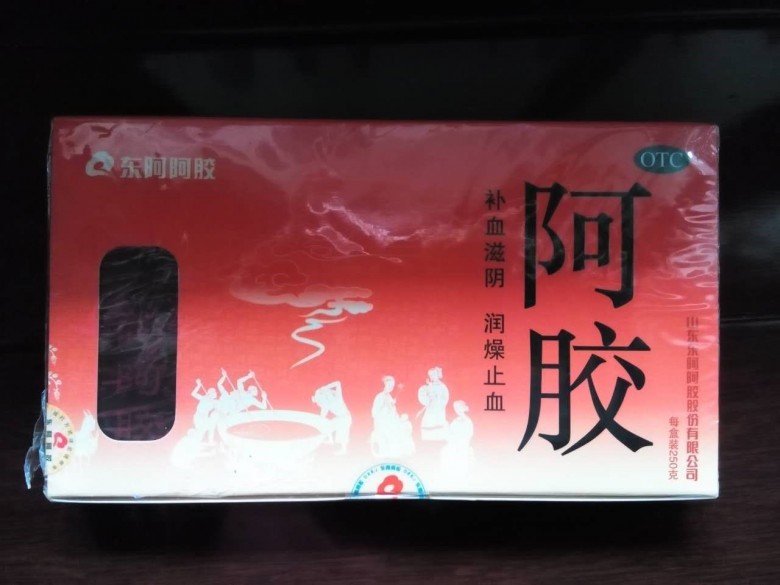 东阿阿胶
OTC
阿胶
补血滋阴 润燥止血
山东东阿阿胶股份有限公司
每盒装250克